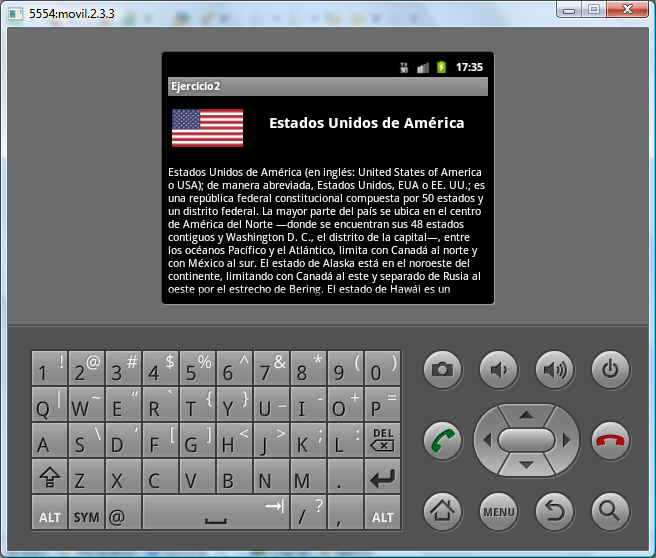 5554:movil.2.3.3
17:35
Ejercicio2
Estados Unidos de América
Estados Unidos de América (en inglés: United States of America
o USA); de manera abreviada, Estados Unidos, EUA o EE. UU.; es
una república federal constitucional compuesta por 50 estados y
un distrito federal. La mayor parte del país se ubica en el centro
de América del Norte —donde se encuentran sus 48 estados
contiguos y Washington D. C., el distrito de la capital—, entre
los océanos Pacífico y el Atlántico, limita con Canadá al norte y
con México al sur. El estado de Alaska está en el noroeste del
continente, limitando con Canadá al este y separado de Rusia al
oeste por el estrecho de Bering. El estado de Hawái es un
1 ! 2 @ 3 # 4 $ 5 % 6 ^ 7 & 8 * 9 ( 0 )
Q | W ~ E “ R ` T { Y } U _ I - O + P =
A S \ D ‘ F [ G ] H < J > K ; L : DEL
Z X C V B N M .
ALT SYM @ / ? , ALT
MENU